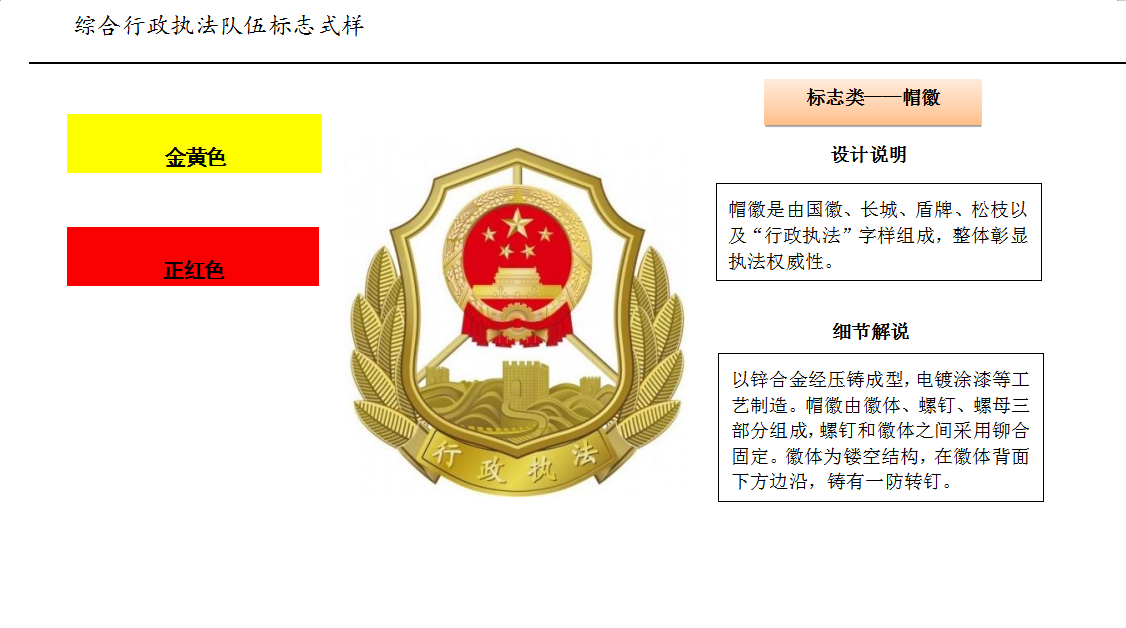 综合行政执法队伍标志式样
金黄色
正红色
标志类——帽徽
设计说明
帽徽是由国徽、长城、盾牌、松枝以
及“行政执法”字样组成，整体彰显
执法权威性。
细节解说
以锌合金经压铸成型，电镀涂漆等工
艺制造。帽徽由徽体、螺钉、螺母三
部分组成，螺钉和徽体之间采用铆合
固定。徽体为镂空结构，在徽体背面
下方边沿，铸有一防转钉。
行政执法